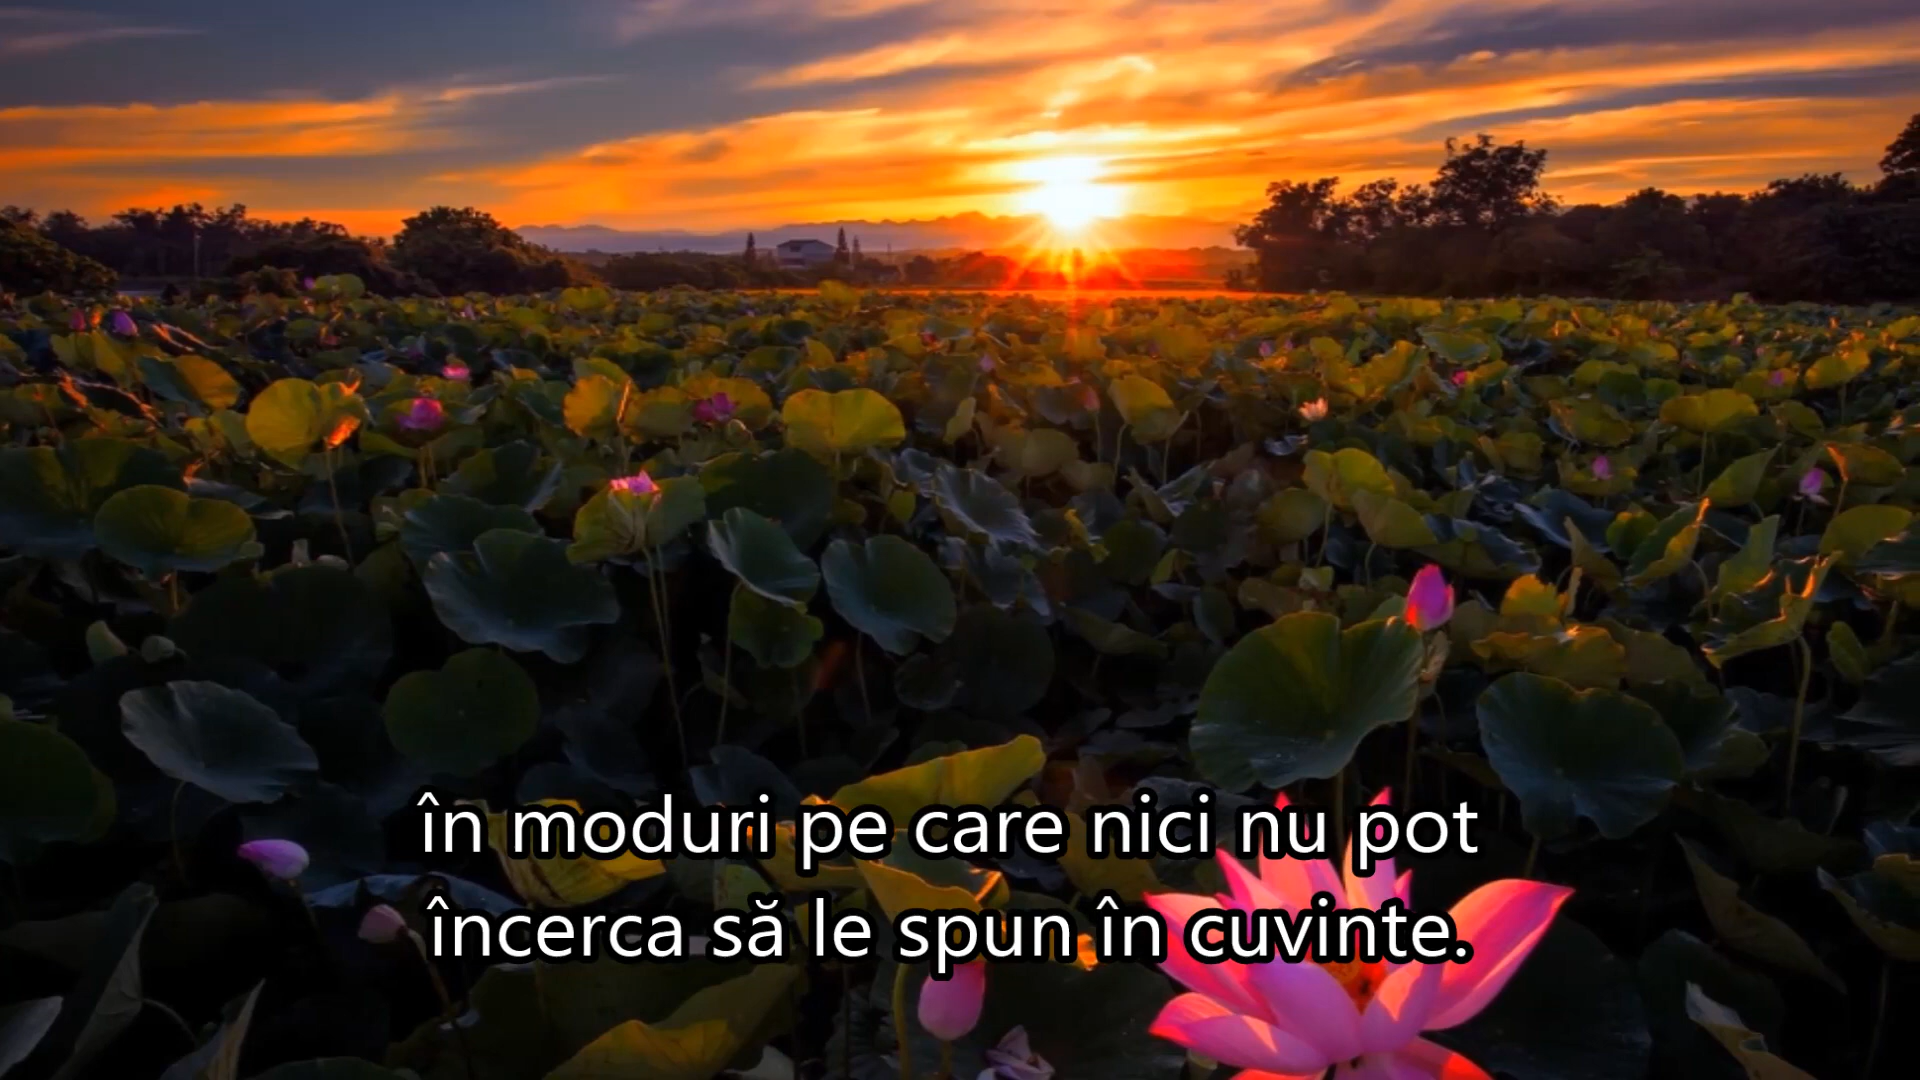 în moduri pe care nici nu pot
încerca să le spun în cuvinte.